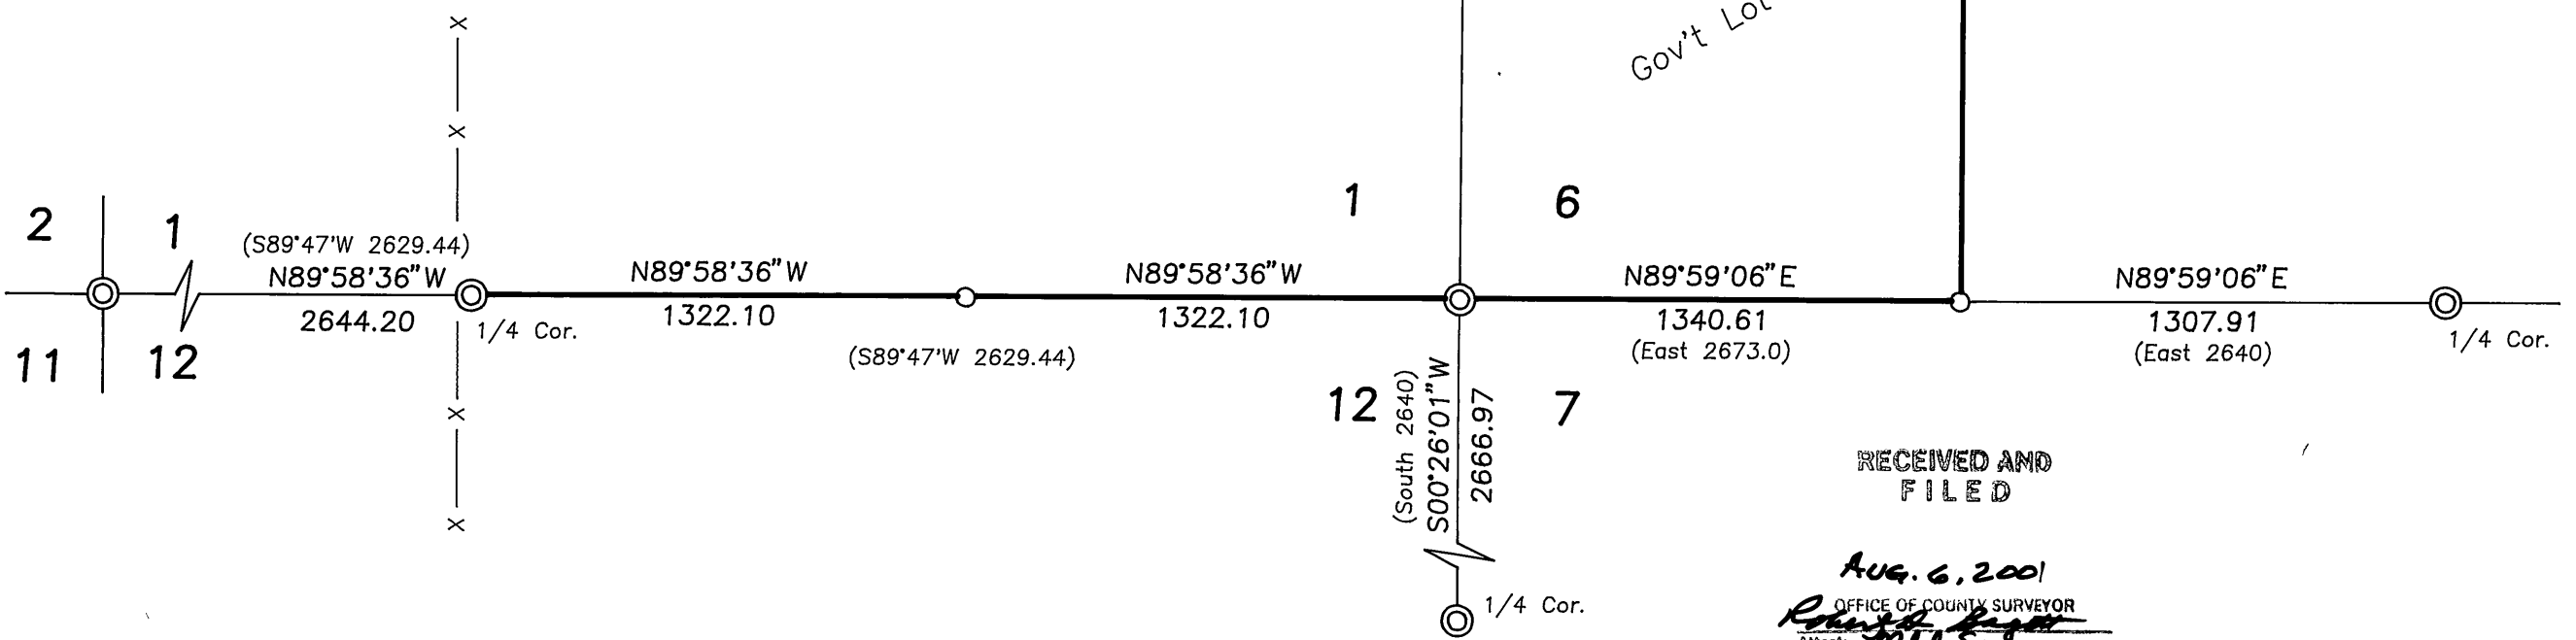 X
Gov't Lot
X
2
1
1
6
(S89°47'W 2629.44)
N89°58'36"W
N89°58'36"W
N89°58'36"W
N89°59'06"E
N89°59'06"E
2644.20
1/4 Cor.
1322.10
1322.10
1340.61
1307.91
(S89°47'W 2629.44)
(East 2673.0)
(East 2640)
1/4 Cor.
11
12
12
7
X
(South 2640)
S00°26'01"W
2666.97
X
1/4 Cor.
RECEIVED AND
FILED
AUG. 6, 2001
OFFICE OF COUNTY SURVEYOR